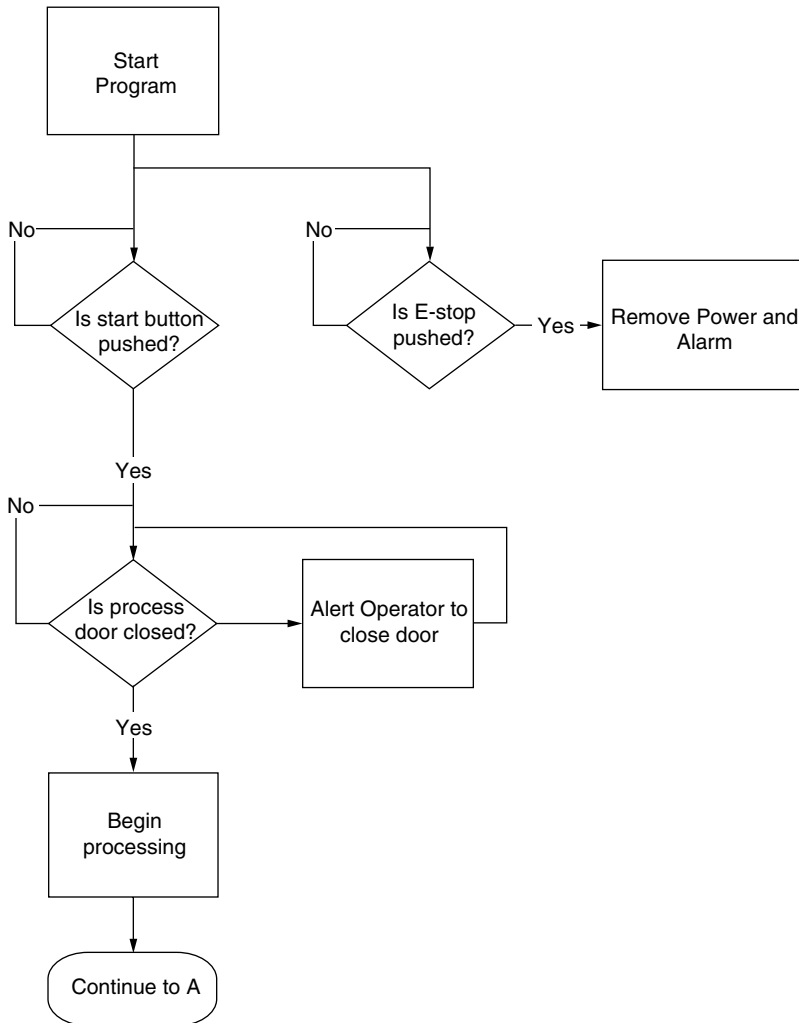 Start
Program
No
No
Is start button
pushed?
Is E-stop
pushed?
Yes
Remove Power and
Alarm
Yes
No
Is process
door closed?
Alert Operator to
close door
Yes
Begin
processing
Continue to A